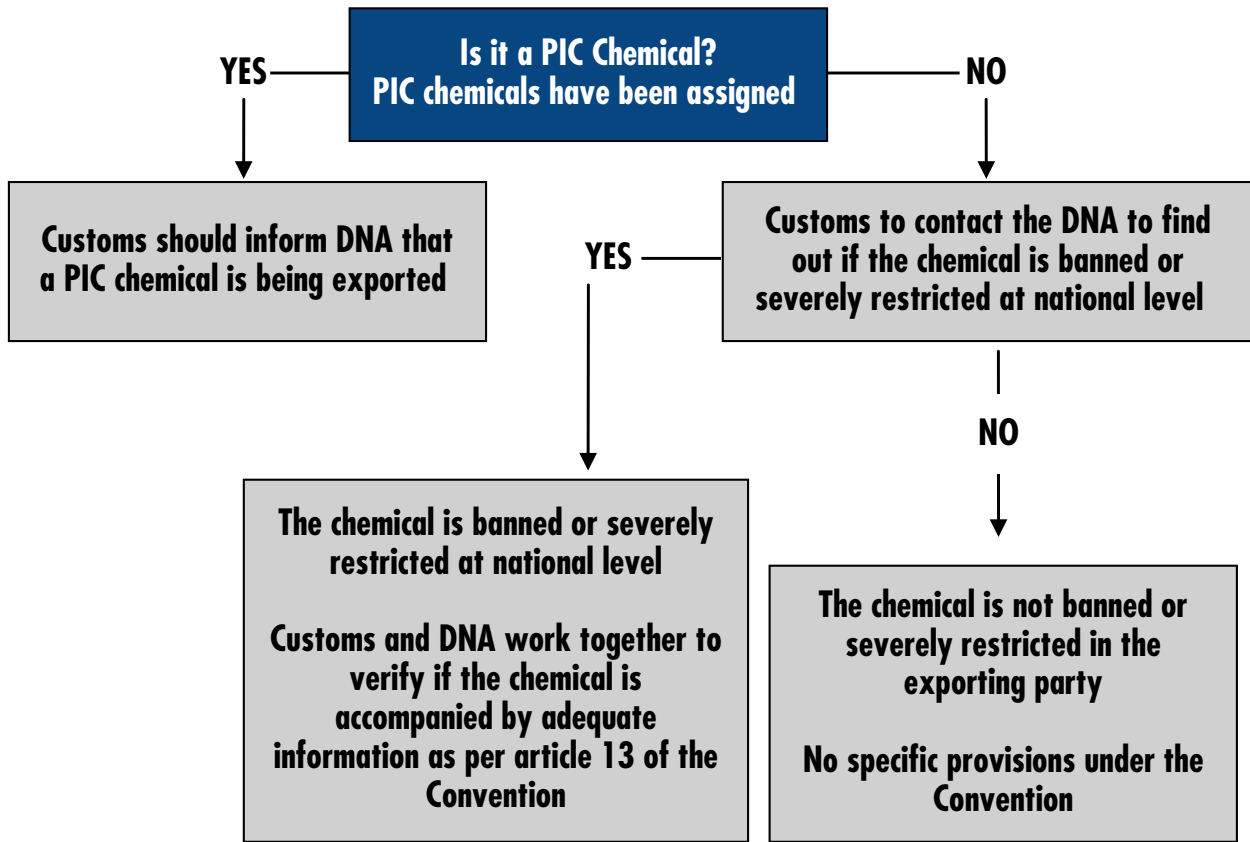 Is it a PIC Chemical?
PIC chemicals have been assigned
YES
NO
Customs should inform DNA that
a PIC chemical is being exported
Customs to contact the DNA to find
out if the chemical is banned or
severely restricted at national level
YES
NO
The chemical is banned or severely
restricted at national level
Customs and DNA work together to
verify if the chemical is
accompanied by adequate
information as per article 13 of the
Convention
The chemical is not banned or
severely restricted in the
exporting party
No specific provisions under the
Convention